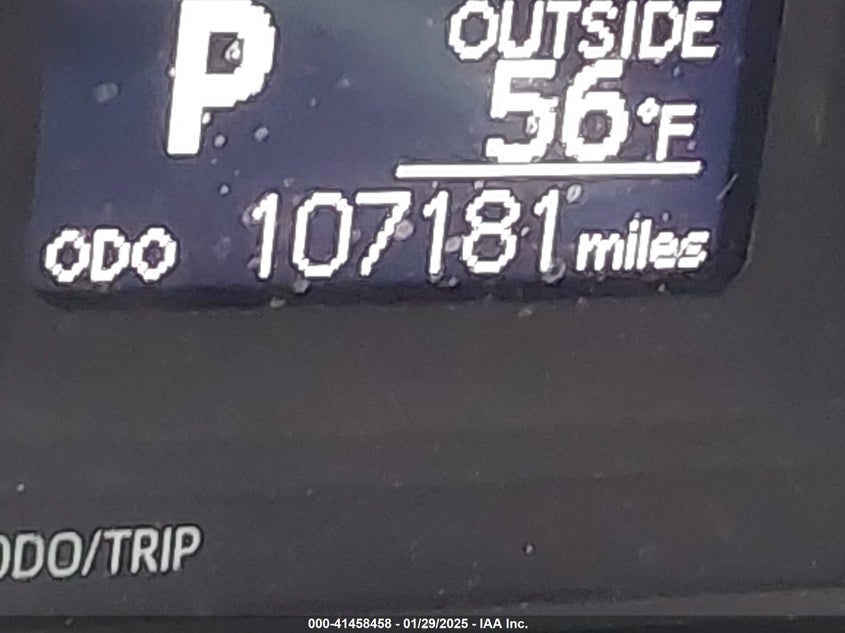 P
OUTSIDE
56°F
ODO 107181 miles
ODO/TRIP
000-41458458 - 01/29/2025 - IAA Inc.